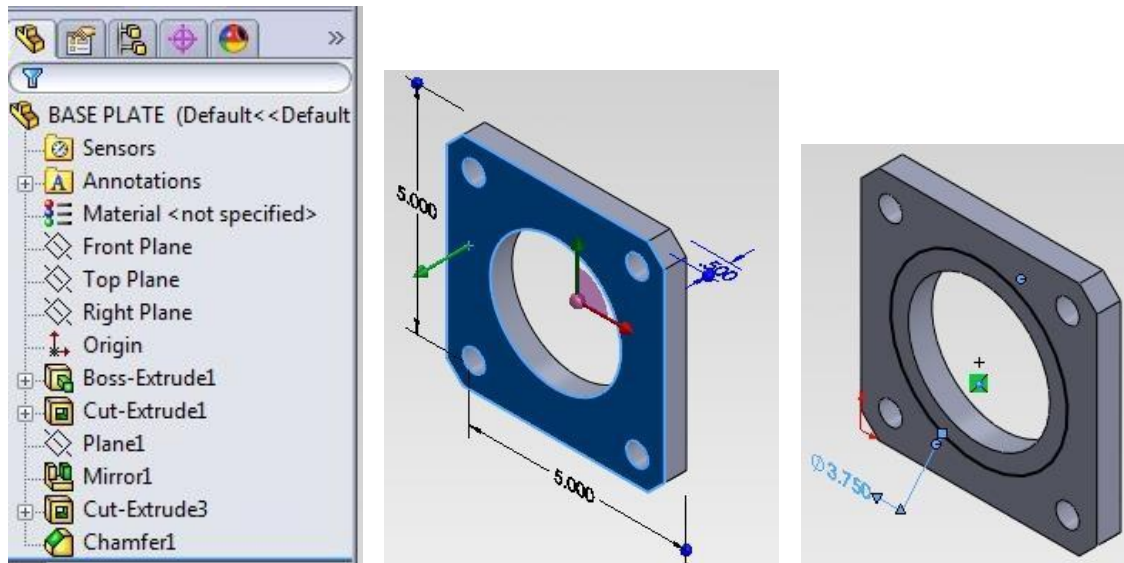 BASE PLATE (Default<<Default
Sensors
Annotations
Material <not specified>
Front Plane
Top Plane
Right Plane
Origin
Boss-Extrude1
Cut-Extrude1
Plane1
Mirror1
Cut-Extrude3
Chamfer1
5.000
.500
5.000
Ø3.750